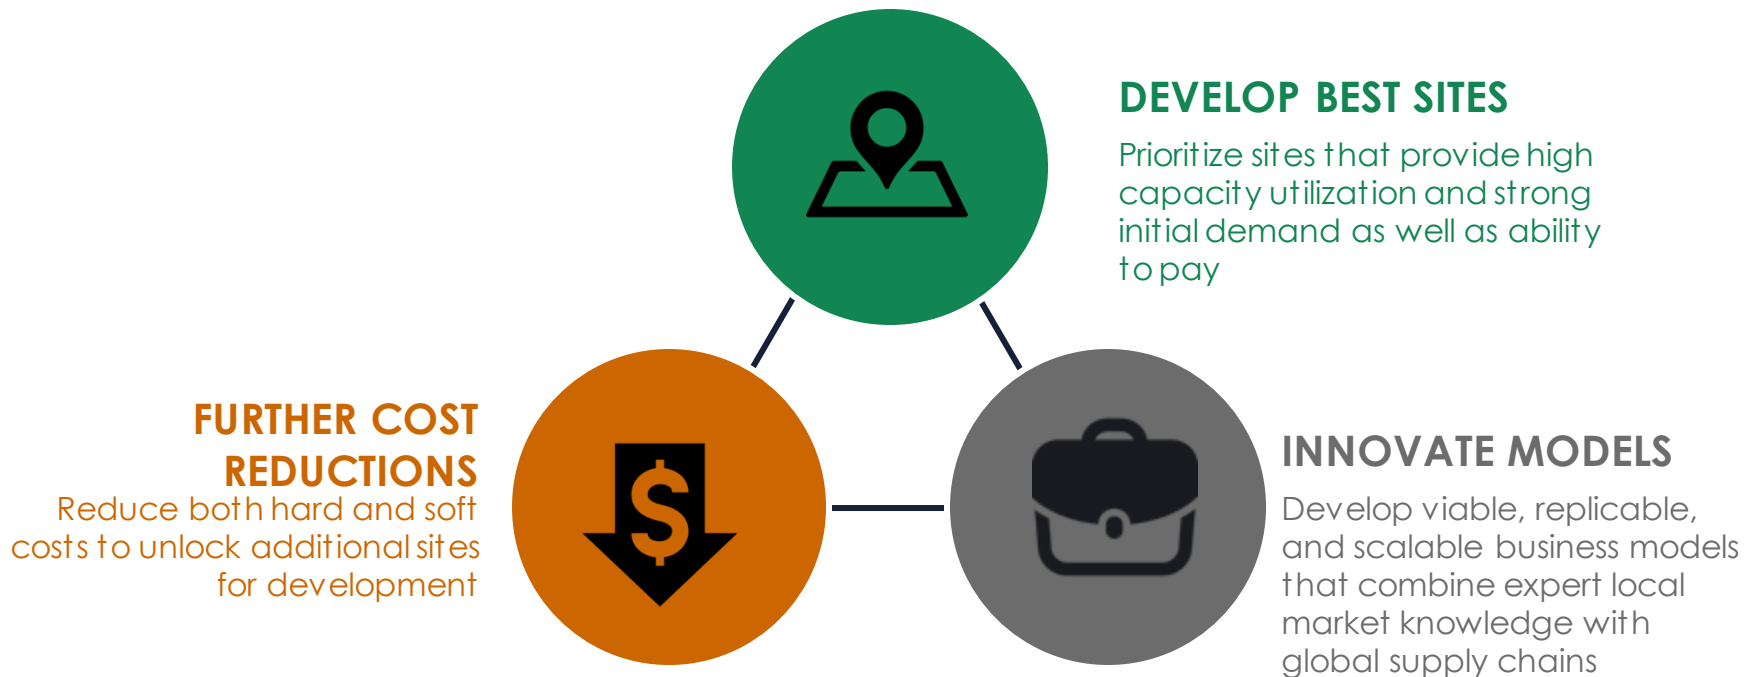 DEVELOP BEST SITES
Prioritize sites that provide high
capacity utilization and strong
initial demand as well as ability
to pay
FURTHER COST
REDUCTIONS
Reduce both hard and soft
costs to unlock additional sites
for development
$
INNOVATE MODELS
Develop viable, replicable,
and scalable business models
that combine expert local
market knowledge with
global supply chains